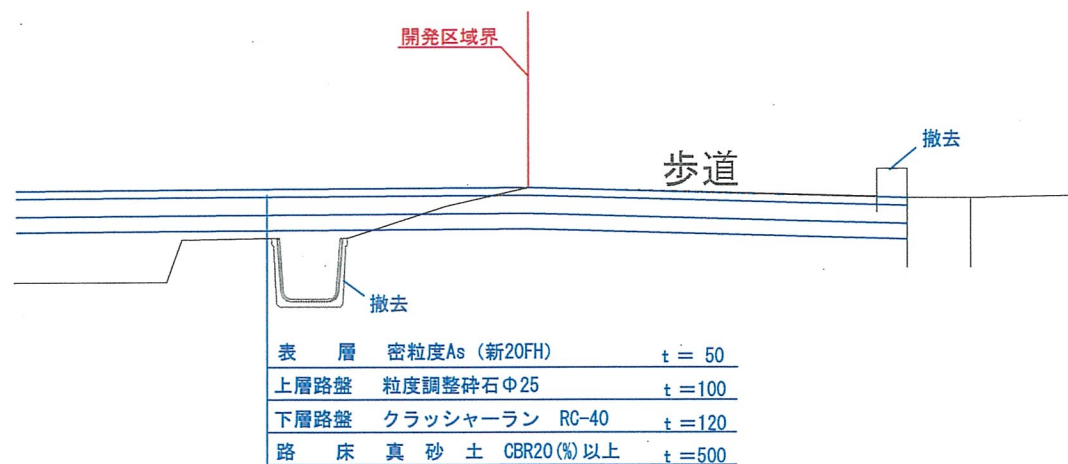 開発区域界
撤去
歩道
撤去
表 層 密粒度As (新20FH) t = 50
上層路盤 粒度調整砕石Φ25 t =100
下層路盤 クラッシャーラン RC-40 t =120
路 床 真 砂 土 CBR20(%)以上 t =500